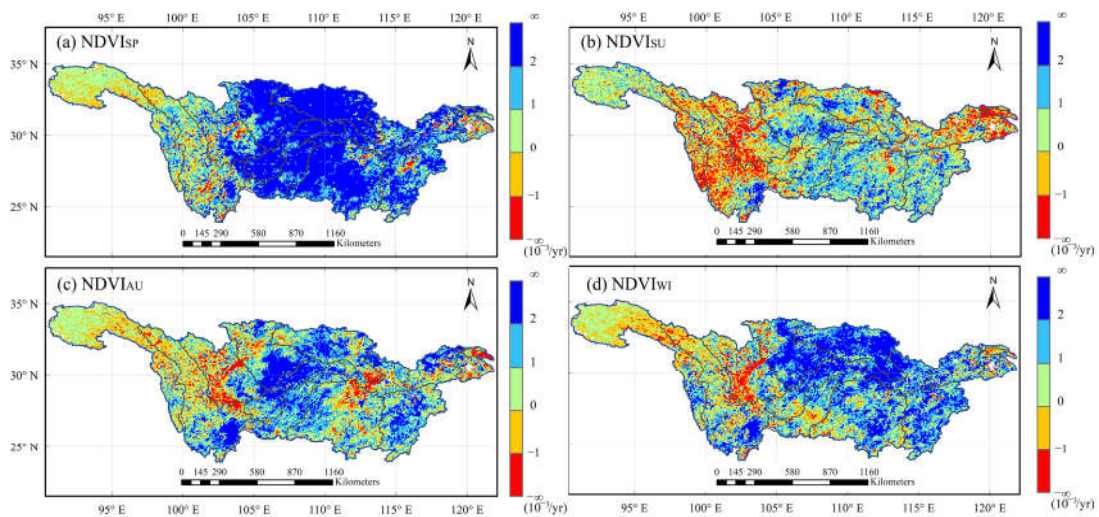 95° E 100° E 105° E 110° E 115° E 120° E 95° E 100° E 105° E 110° E 115° E 120° E
(a) NDVISP
N
35° N
30° N
25° N
0 145 290 580 870 1160
Kilometers
∞
2
1
0
−1
−∞
(10⁻³/yr)
(b) NDVISU
N
0 145 290 580 870 1160
Kilometers
∞
2
1
0
−1
−∞
(10⁻³/yr)
(c) NDVIAU
N
35° N
30° N
25° N
0 145 290 580 870 1160
Kilometers
∞
2
1
0
−1
−∞
(10⁻³/yr)
(d) NDVIWI
N
0 145 290 580 870 1160
Kilometers
∞
2
1
0
−1
−∞
(10⁻³/yr)
95° E 100° E 105° E 110° E 115° E 120° E 95° E 100° E 105° E 110° E 115° E 120° E